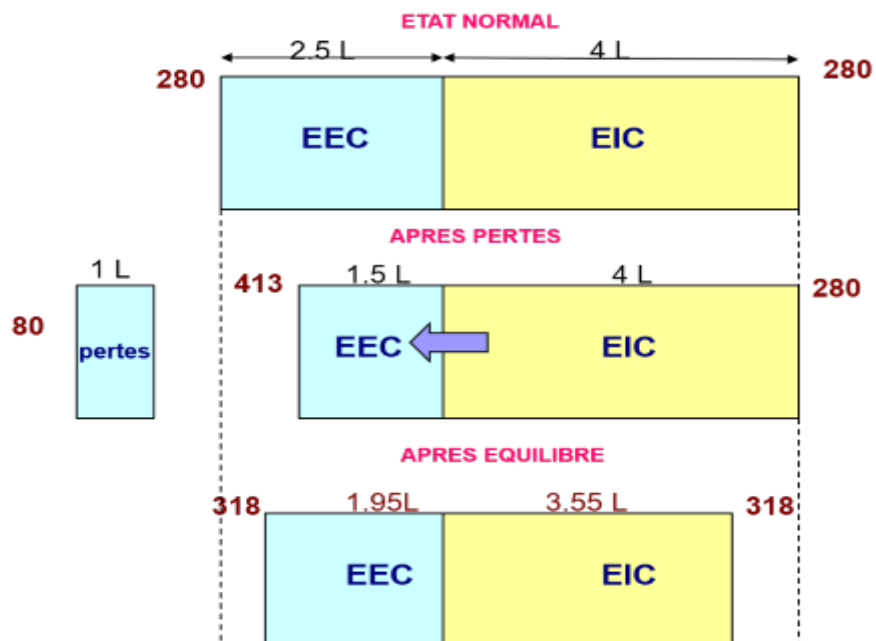 ETAT NORMAL
2.5 L 4 L
280 280
EEC EIC
APRES PERTES
1 L 413 1.5 L 4 L 280
80 pertes EEC EIC
APRES EQUILIBRE
318 1.95L 3.55 L 318
EEC EIC